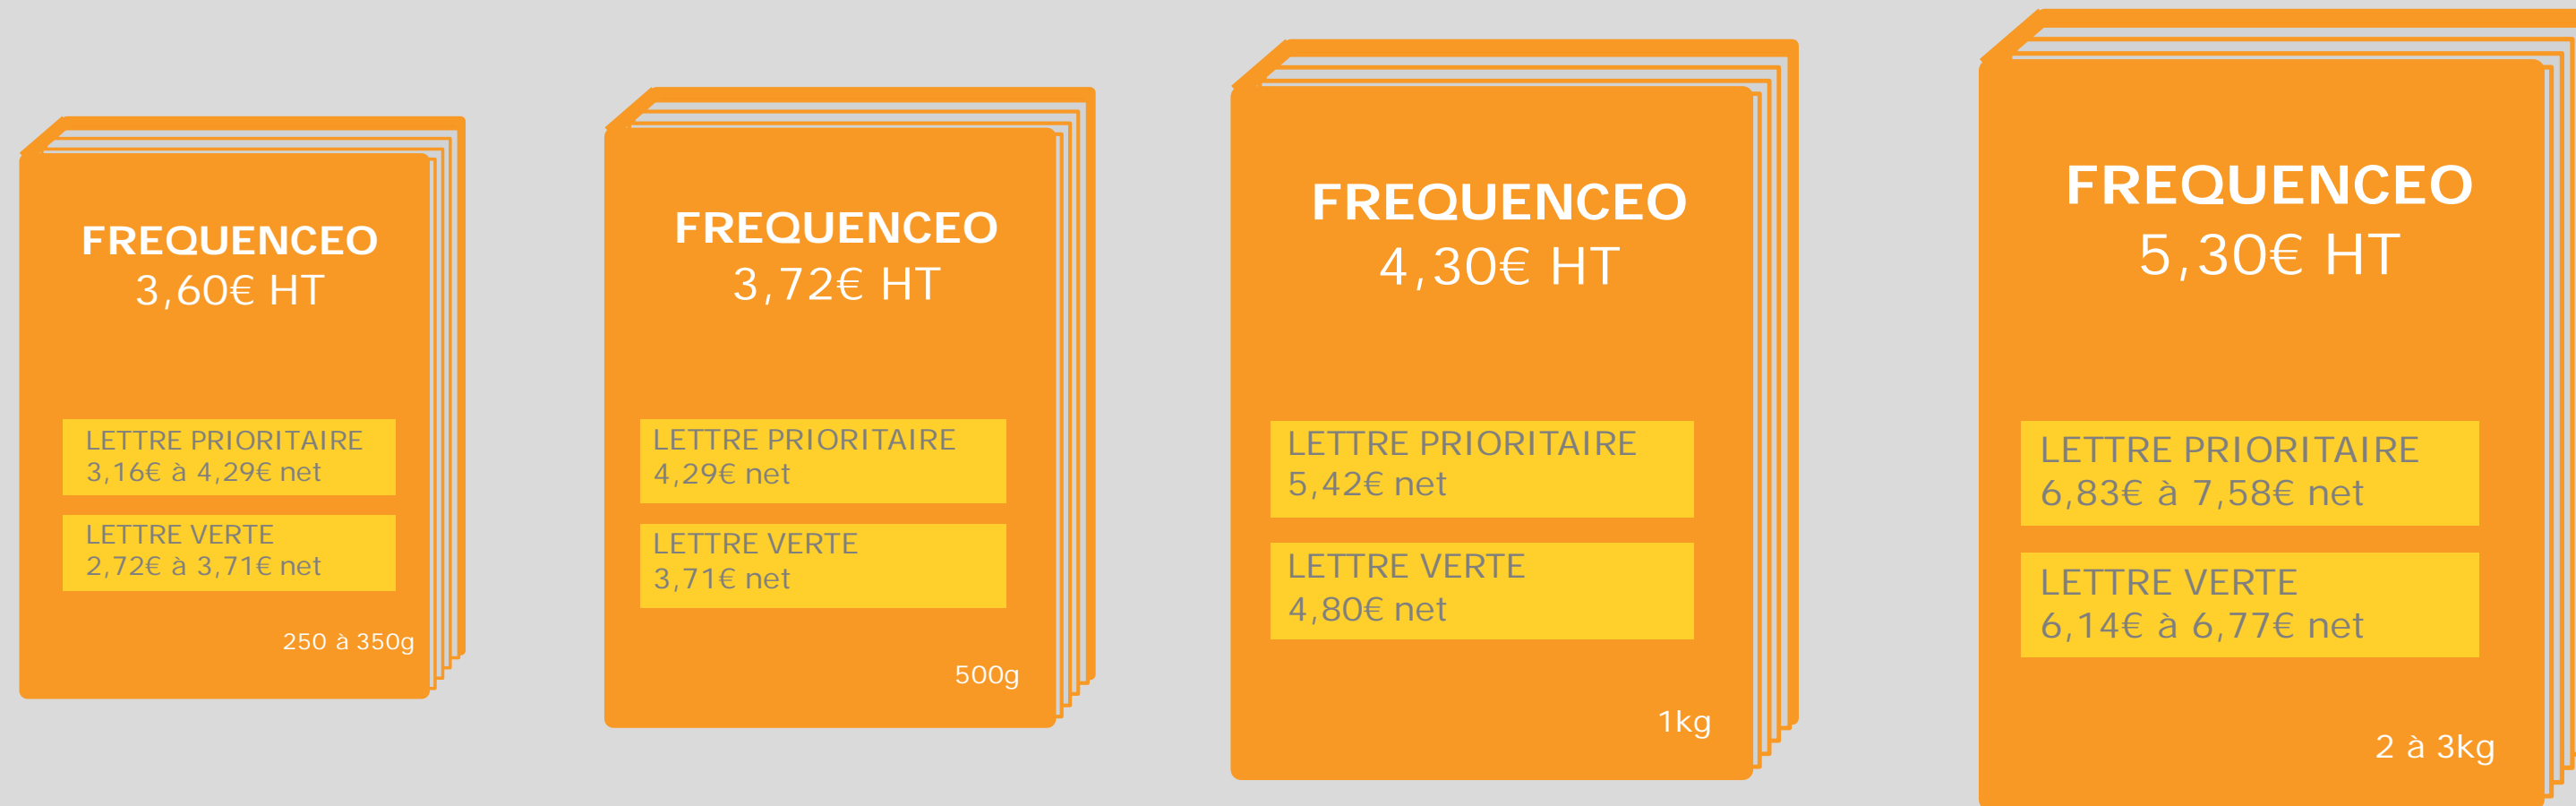 FREQUENCEO
3,60€ HT
LETTRE PRIORITAIRE
3,16€ à 4,29€ net
LETTRE VERTE
2,72€ à 3,71€ net
250 à 350g
FREQUENCEO
3,72€ HT
LETTRE PRIORITAIRE
4,29€ net
LETTRE VERTE
3,71€ net
500g
FREQUENCEO
4,30€ HT
LETTRE PRIORITAIRE
5,42€ net
LETTRE VERTE
4,80€ net
1kg
FREQUENCEO
5,30€ HT
LETTRE PRIORITAIRE
6,83€ à 7,58€ net
LETTRE VERTE
6,14€ à 6,77€ net
2 à 3kg